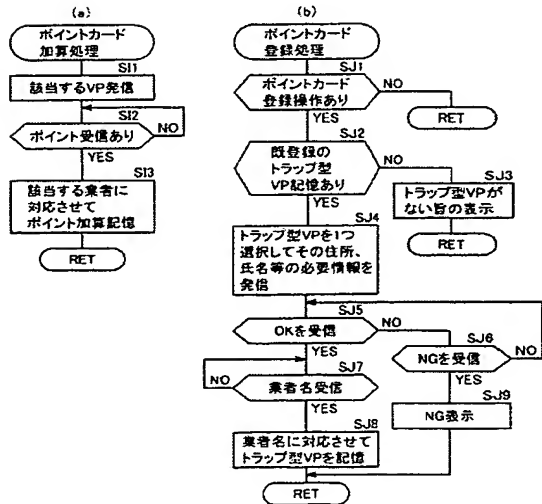 (a)
ポイントカード
加算処理
SI1
該当するVP発信
SI2
ポイント受信あり
NO
YES
SI3
該当する業者に
対応させて
ポイント加算記憶
RET
(b)
ポイントカード
登録処理
SJ1
ポイントカード
登録操作あり
NO
RET
YES
SJ2
既登録の
トラップ型
VP記憶あり
NO
SJ3
トラップ型VPが
ない旨の表示
RET
YES
SJ4
トラップ型VPを1つ
選択してその住所、
氏名等の必要情報を
発信
SJ5
OKを受信
NO
SJ6
NGを受信
NO
YES
SJ9
NG表示
YES
SJ7
NO
業者名受信
YES
SJ8
業者名に対応させて
トラップ型VPを記憶
RET